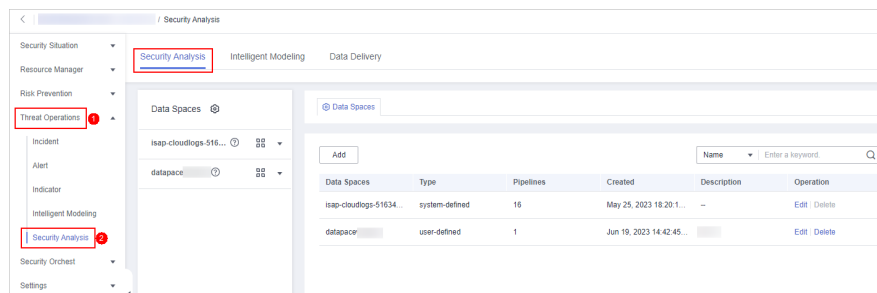 / Security Analysis
Security Situation
Resource Manager
Risk Prevention
Threat Operations 1
Incident
Alert
Indicator
Intelligent Modeling
Security Analysis 2
Security Orchest
Settings
Security Analysis Intelligent Modeling Data Delivery
Data Spaces
isap-cloudlogs-516... ?
datapace ?
Data Spaces
Add Name Enter a keyword.
Data Spaces Type Pipelines Created Description Operation
isap-cloudlogs-51634... system-defined 16 May 25, 2023 18:20:1... -- Edit Delete
datapace user-defined 1 Jun 19, 2023 14:42:45... Edit Delete